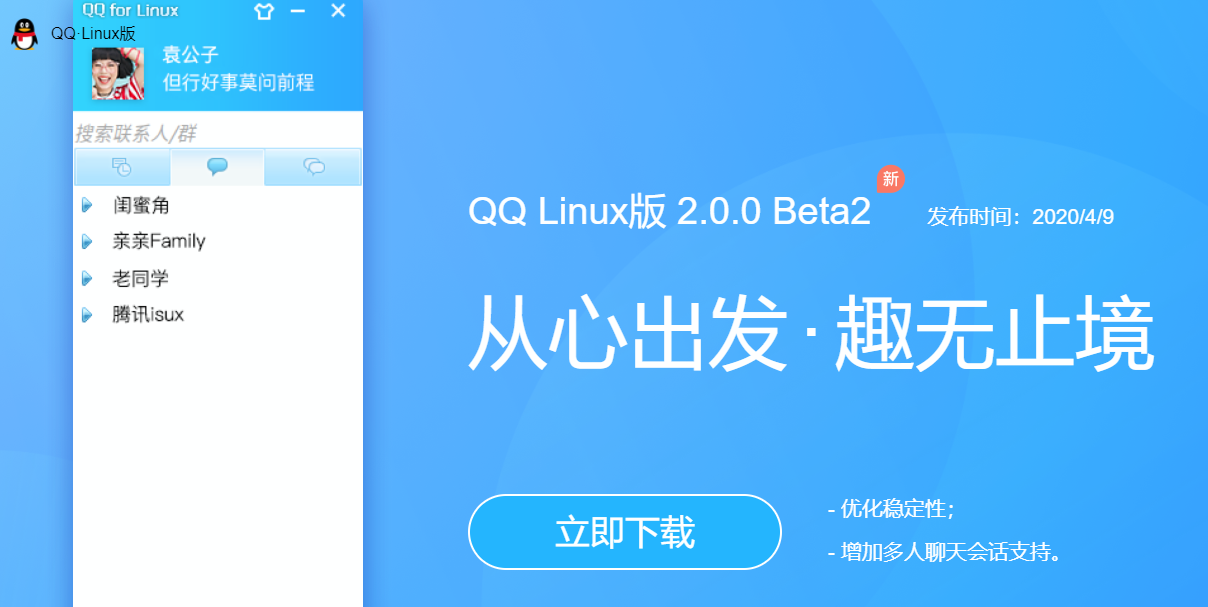 QQ for Linux
QQ·Linux版
袁公子
但行好事莫问前程
搜索联系人/群
闺蜜角
亲亲Family
老同学
腾讯isux
新
QQ Linux版 2.0.0 Beta2
发布时间：2020/4/9
从心出发·趣无止境
立即下载
- 优化稳定性；
- 增加多人聊天会话支持。